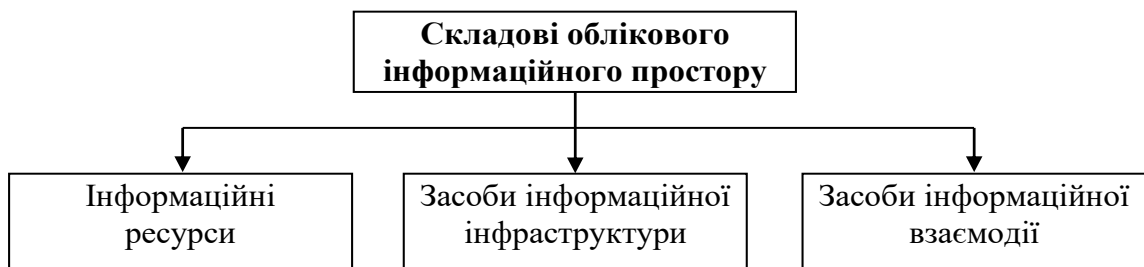 Складові облікового
інформаційного простору
Інформаційні
ресурси
Засоби інформаційної
інфраструктури
Засоби інформаційної
взаємодії